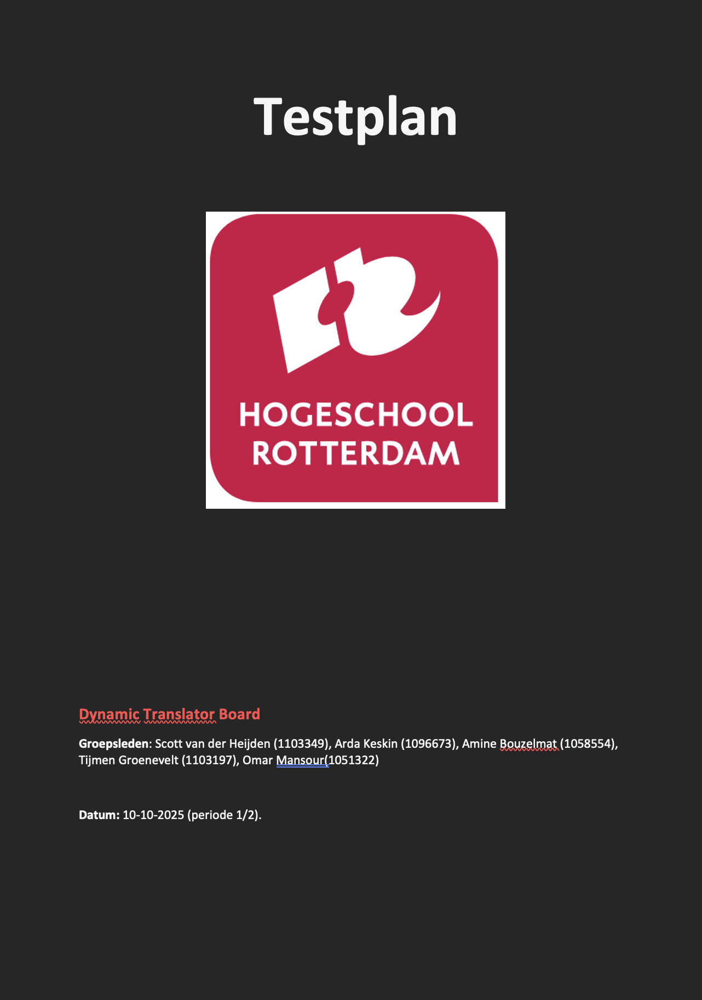 Testplan
HOGESCHOOL
ROTTERDAM
Dynamic Translator Board
Groepsleden: Scott van der Heijden (1103349), Arda Keskin (1096673), Amine Bouzelmat (1058554),
Tijmen Groenevelt (1103197), Omar Mansour(1051322)
Datum: 10-10-2025 (periode 1/2).